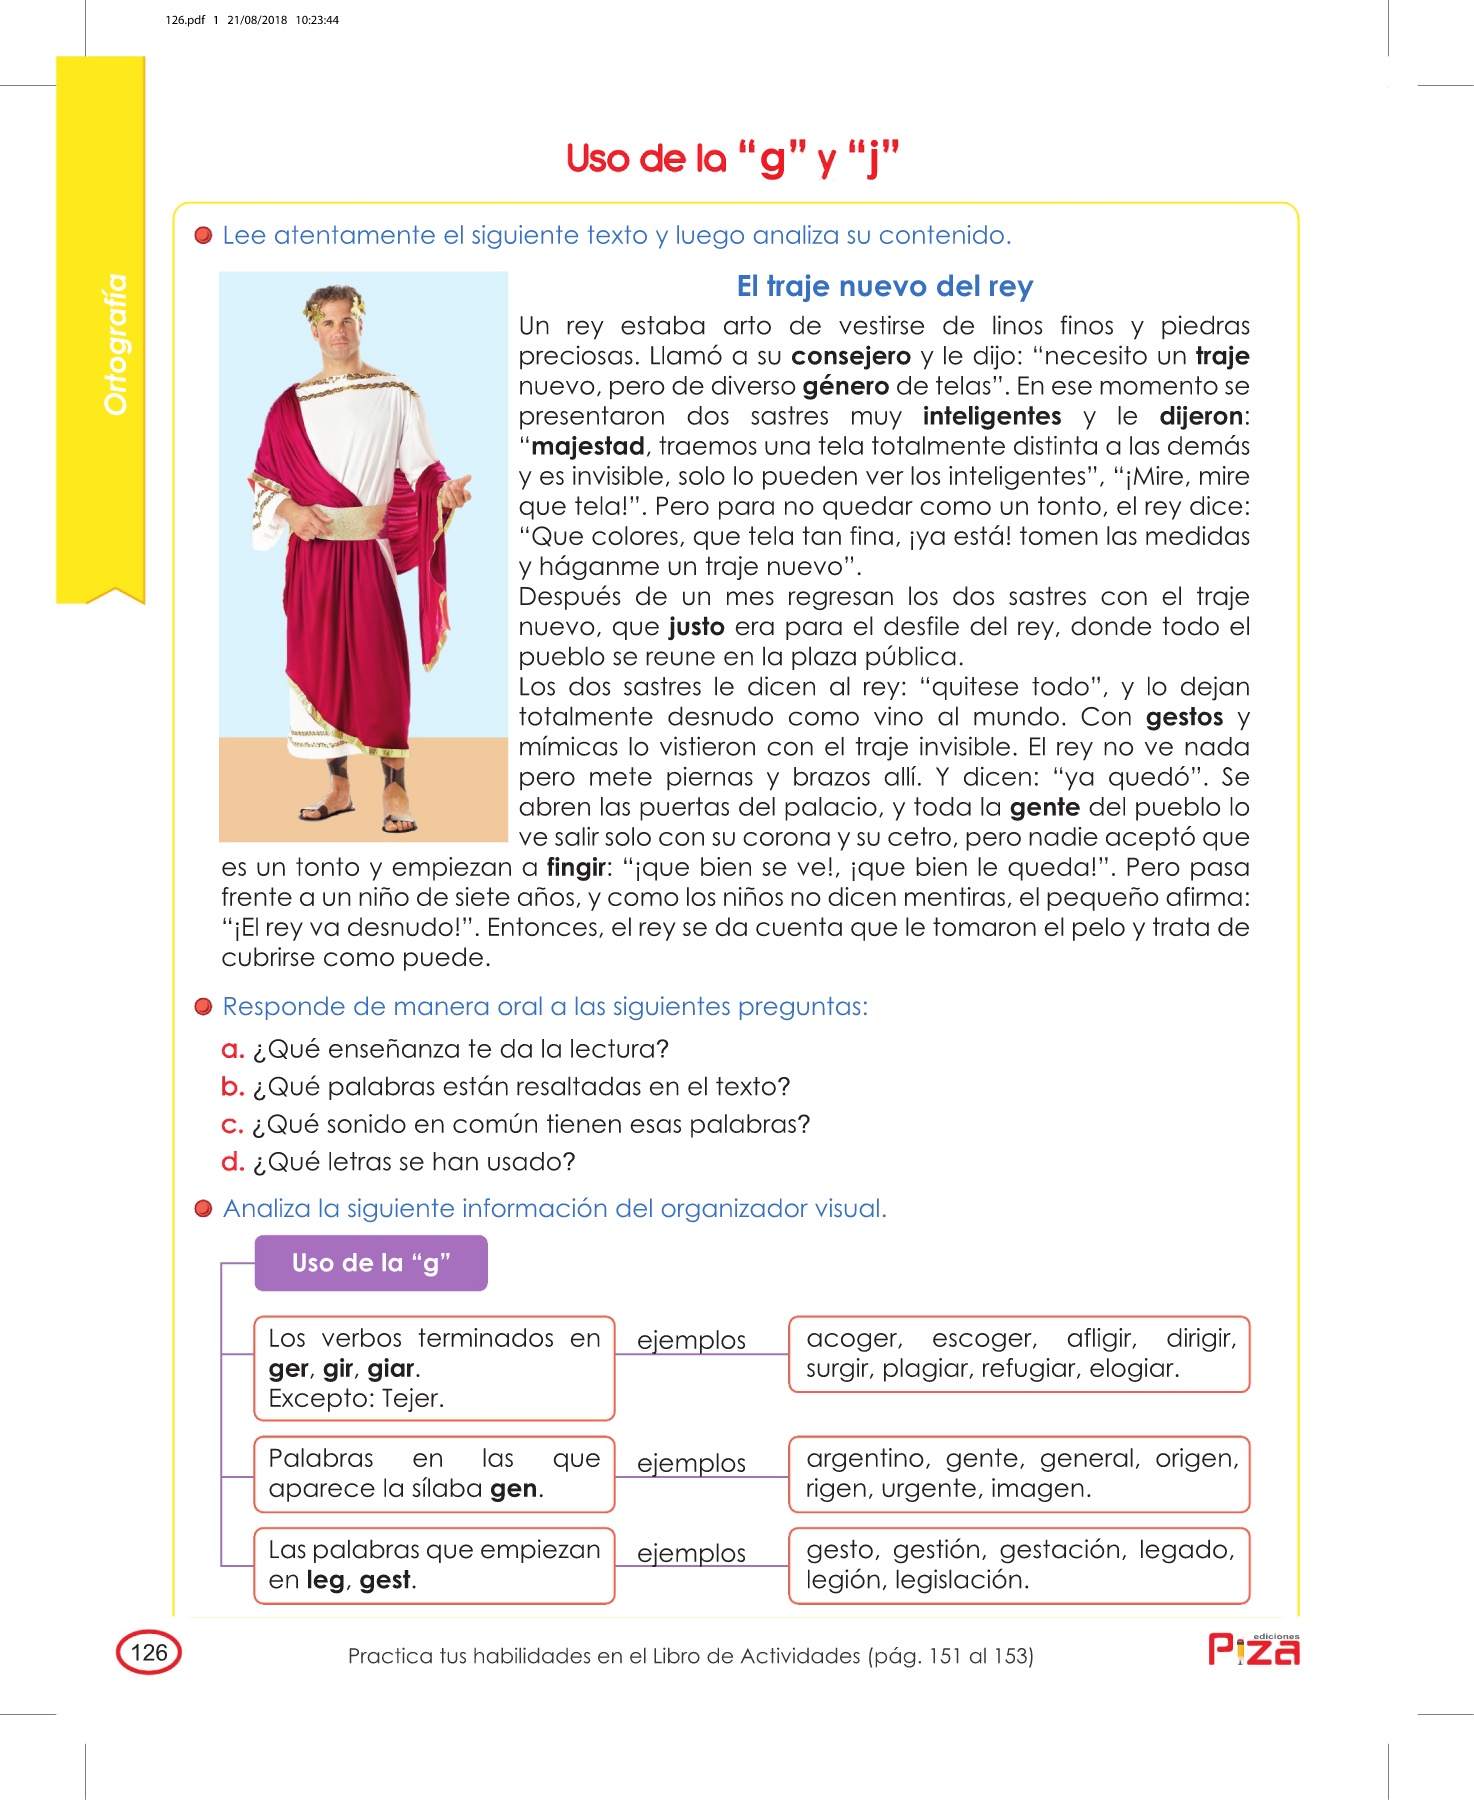 126.pdf 1 21/08/2018 10:23:44
Ortografía
Uso de la “g” y “j”
Lee atentamente el siguiente texto y luego analiza su contenido.
El traje nuevo del rey
Un rey estaba arto de vestirse de linos finos y piedras
preciosas. Llamó a su consejero y le dijo: “necesito un traje
nuevo, pero de diverso género de telas”. En ese momento se
presentaron dos sastres muy inteligentes y le dijeron:
“majestad, traemos una tela totalmente distinta a las demás
y es invisible, solo lo pueden ver los inteligentes”, “¡Mire, mire
que tela!”. Pero para no quedar como un tonto, el rey dice:
“Que colores, que tela tan fina, ¡ya está! tomen las medidas
y háganme un traje nuevo”.
Después de un mes regresan los dos sastres con el traje
nuevo, que justo era para el desfile del rey, donde todo el
pueblo se reune en la plaza pública.
Los dos sastres le dicen al rey: “quitese todo”, y lo dejan
totalmente desnudo como vino al mundo. Con gestos y
mímicas lo vistieron con el traje invisible. El rey no ve nada
pero mete piernas y brazos allí. Y dicen: “ya quedó”. Se
abren las puertas del palacio, y toda la gente del pueblo lo
ve salir solo con su corona y su cetro, pero nadie aceptó que
es un tonto y empiezan a fingir: “¡que bien se ve!, ¡que bien le queda!”. Pero pasa
frente a un niño de siete años, y como los niños no dicen mentiras, el pequeño afirma:
“¡El rey va desnudo!”. Entonces, el rey se da cuenta que le tomaron el pelo y trata de
cubrirse como puede.
Responde de manera oral a las siguientes preguntas:
a. ¿Qué enseñanza te da la lectura?
b. ¿Qué palabras están resaltadas en el texto?
c. ¿Qué sonido en común tienen esas palabras?
d. ¿Qué letras se han usado?
Analiza la siguiente información del organizador visual.
Uso de la “g”
Los verbos terminados en
ger, gir, giar.
Excepto: Tejer.
ejemplos
acoger, escoger, afligir, dirigir,
surgir, plagiar, refugiar, elogiar.
Palabras en las que
aparece la sílaba gen.
ejemplos
argentino, gente, general, origen,
rigen, urgente, imagen.
Las palabras que empiezan
en leg, gest.
ejemplos
gesto, gestión, gestación, legado,
legión, legislación.
126
Practica tus habilidades en el Libro de Actividades (pág. 151 al 153)
ediciones
Piza